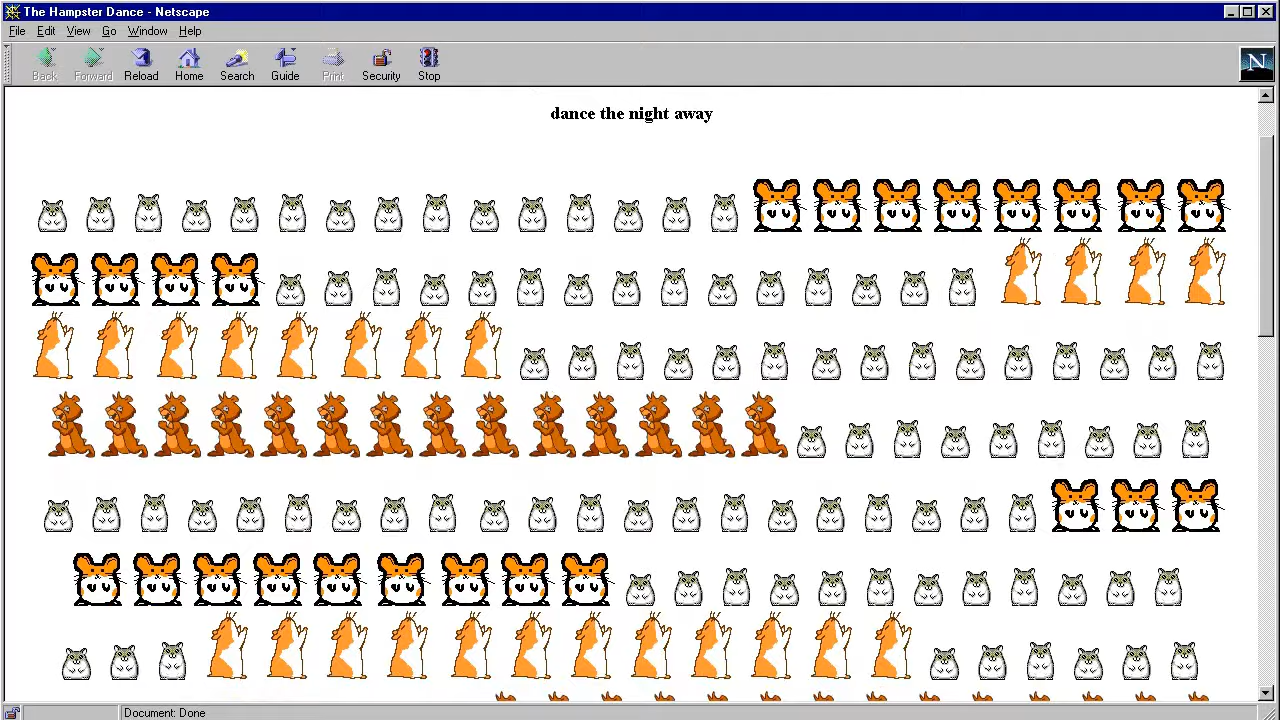 The Hampster Dance - Netscape
File Edit View Go Window Help
Back Forward Reload Home Search Guide Print Security Stop
N
dance the night away
Document: Done